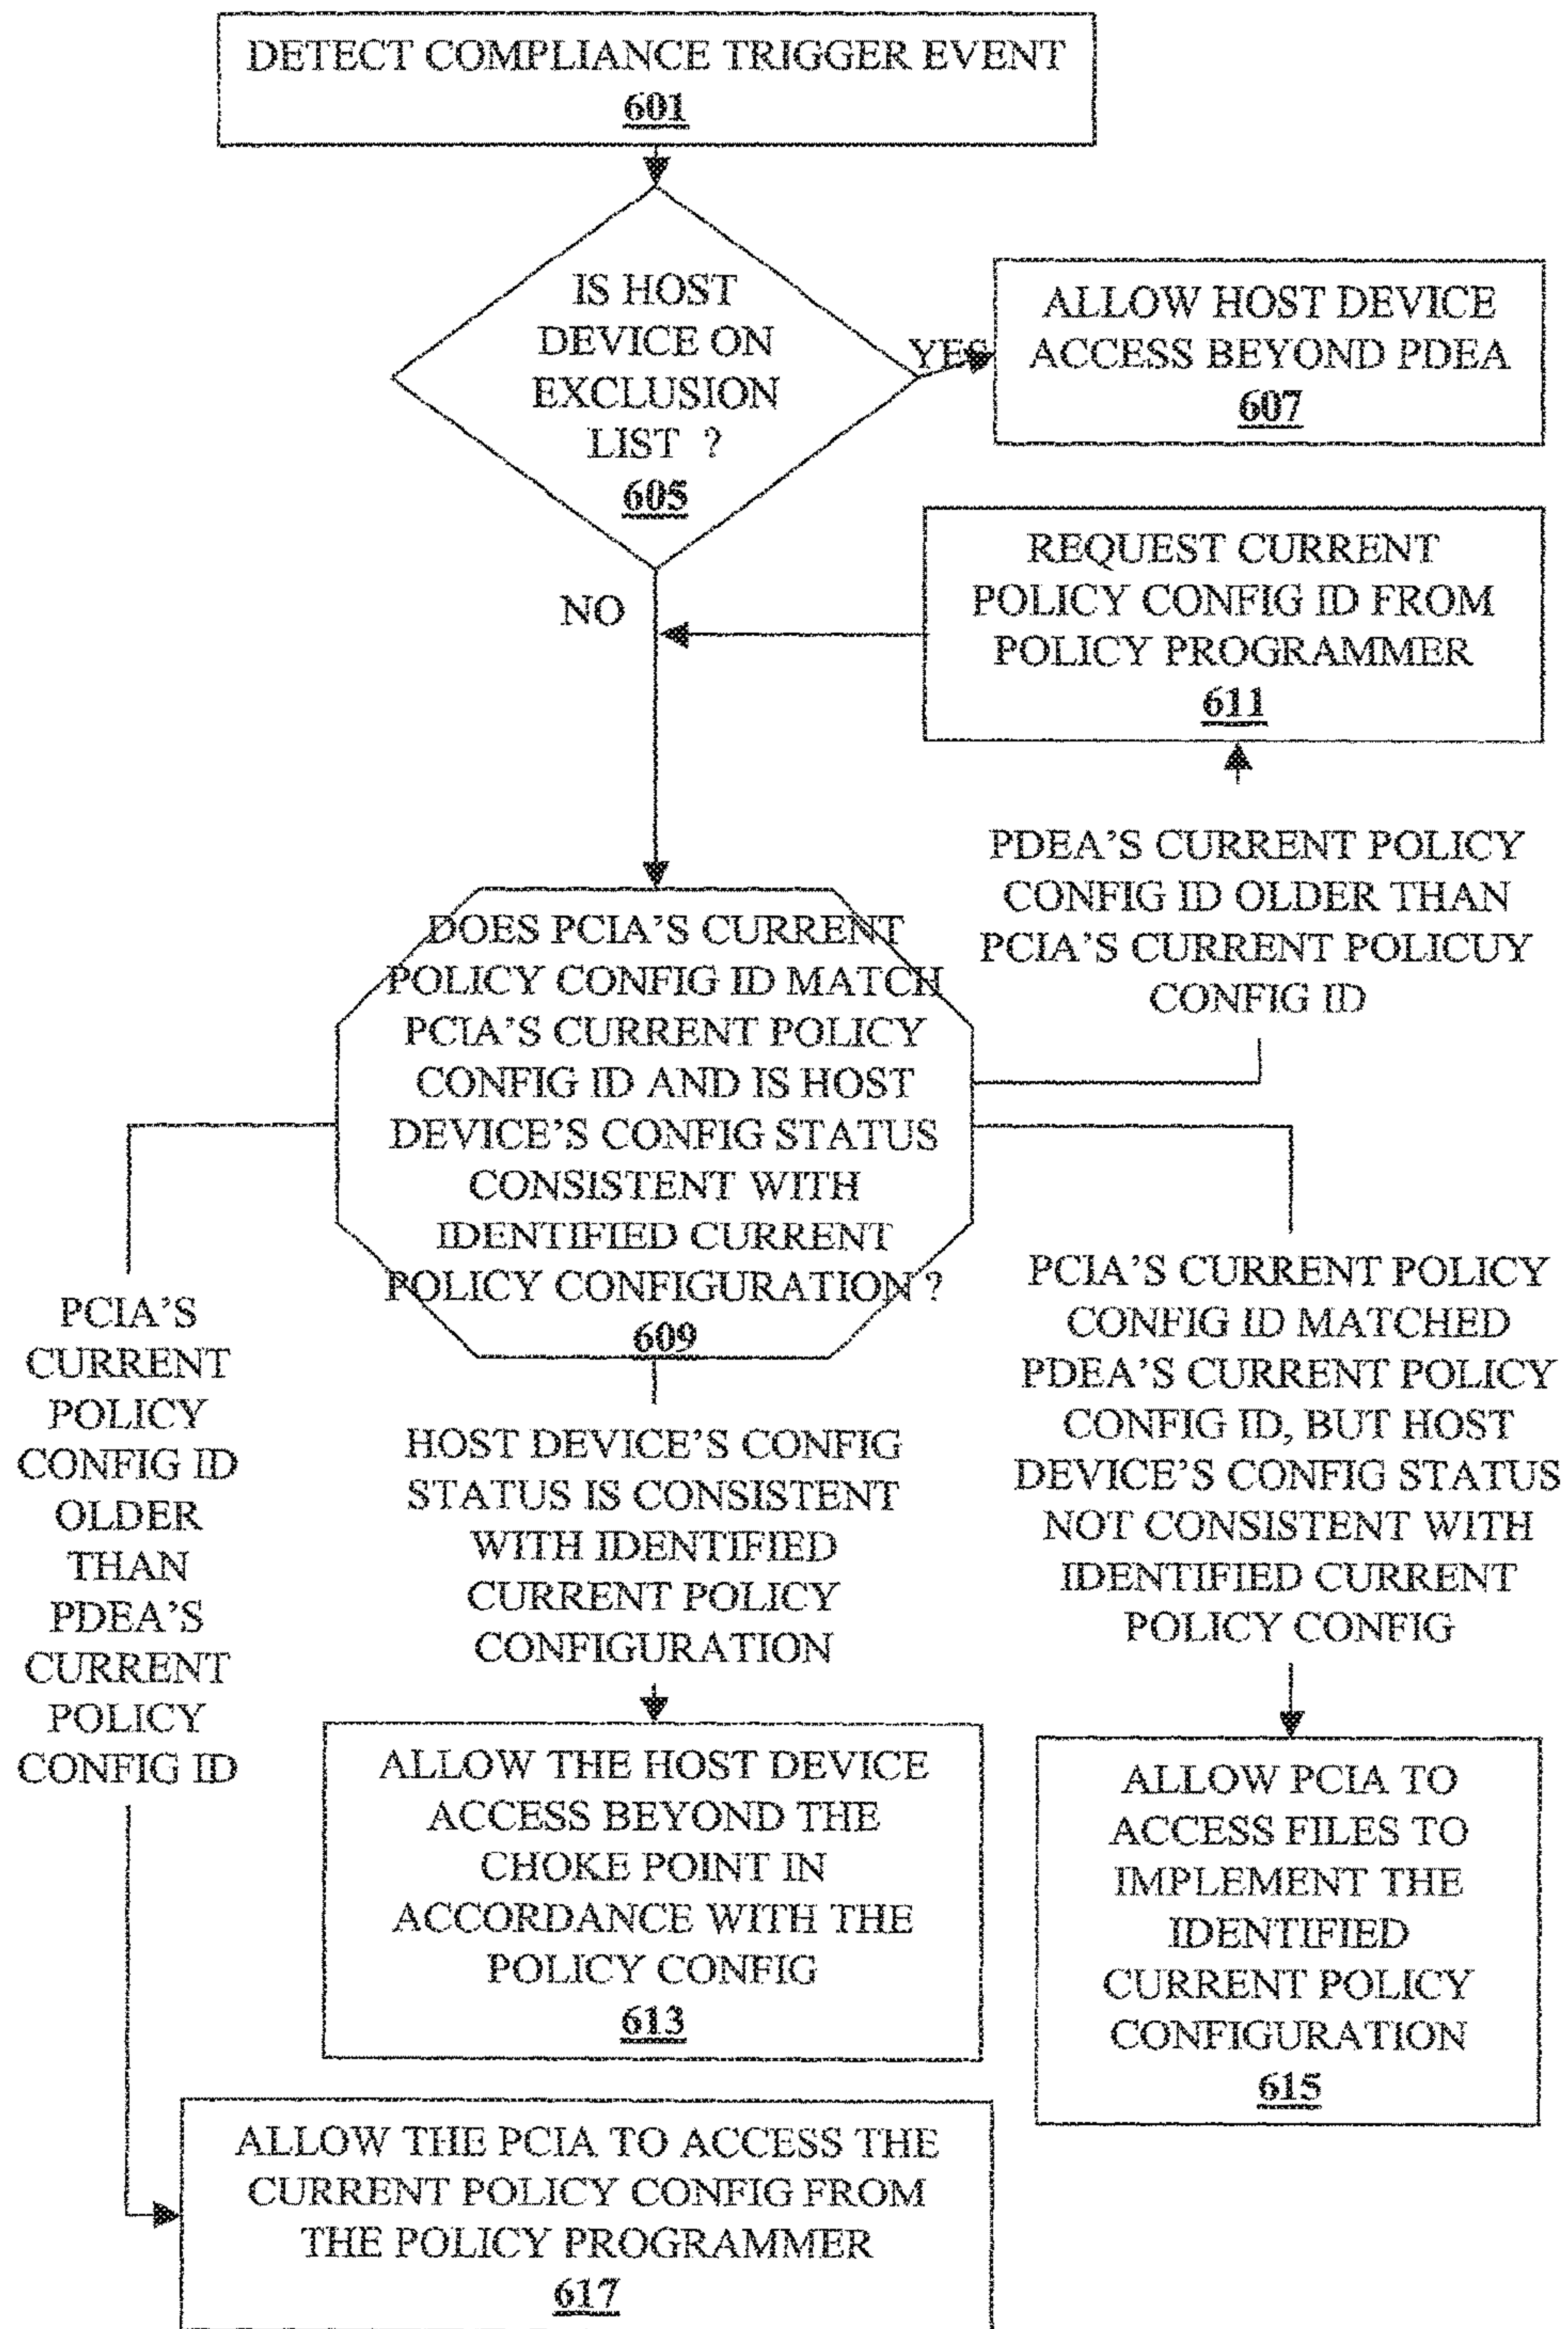 DETECT COMPLIANCE TRIGGER EVENT
601
IS HOST
DEVICE ON
EXCLUSION
LIST ?
605
YES
ALLOW HOST DEVICE
ACCESS BEYOND PDEA
607
NO
REQUEST CURRENT
POLICY CONFIG ID FROM
POLICY PROGRAMMER
611
PDEA'S CURRENT POLICY
CONFIG ID OLDER THAN
PCIA'S CURRENT POLICUY
CONFIG ID
DOES PCIA'S CURRENT
POLICY CONFIG ID MATCH
PCIA'S CURRENT POLICY
CONFIG ID AND IS HOST
DEVICE'S CONFIG STATUS
CONSISTENT WITH
IDENTIFIED CURRENT
POLICY CONFIGURATION ?
609
PCIA'S
CURRENT
POLICY
CONFIG ID
OLDER
THAN
PDEA'S
CURRENT
POLICY
CONFIG ID
HOST DEVICE'S CONFIG
STATUS IS CONSISTENT
WITH IDENTIFIED
CURRENT POLICY
CONFIGURATION
PCIA'S CURRENT POLICY
CONFIG ID MATCHED
PDEA'S CURRENT POLICY
CONFIG ID, BUT HOST
DEVICE'S CONFIG STATUS
NOT CONSISTENT WITH
IDENTIFIED CURRENT
POLICY CONFIG
ALLOW THE HOST DEVICE
ACCESS BEYOND THE
CHOKE POINT IN
ACCORDANCE WITH THE
POLICY CONFIG
613
ALLOW PCIA TO
ACCESS FILES TO
IMPLEMENT THE
IDENTIFIED
CURRENT POLICY
CONFIGURATION
615
ALLOW THE PCIA TO ACCESS THE
CURRENT POLICY CONFIG FROM
THE POLICY PROGRAMMER
617